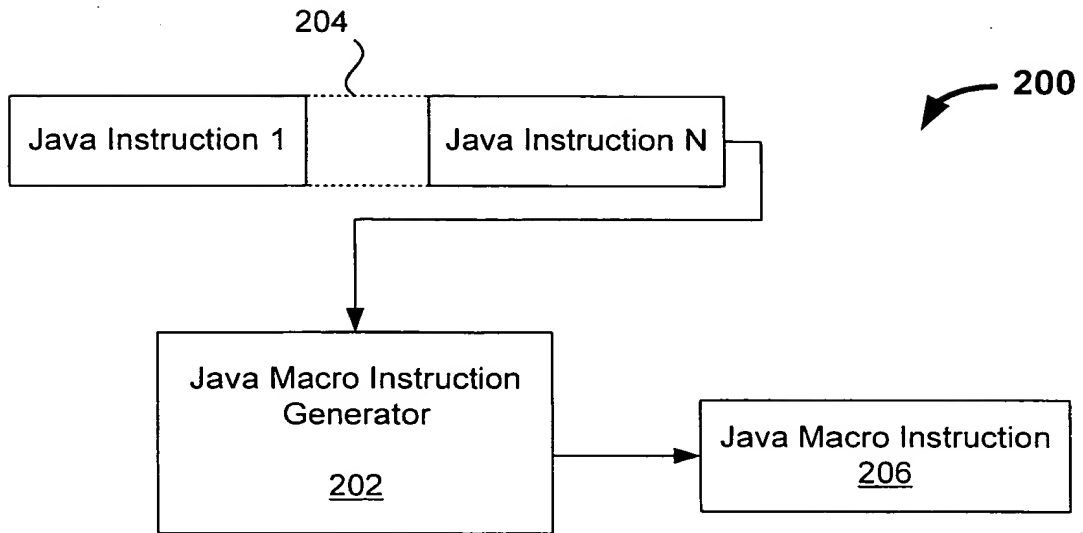 204
200
Java Instruction 1
Java Instruction N
Java Macro Instruction
Generator
202
Java Macro Instruction
206